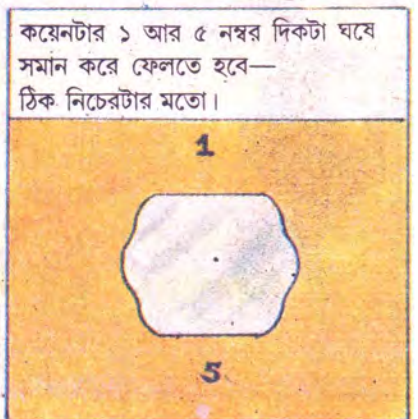 কয়েনটার ১ আর ৫ নম্বর দিকটা ঘষে
সমান করে ফেলতে হবে—
ঠিক নিচেরটার মতো।
1
5